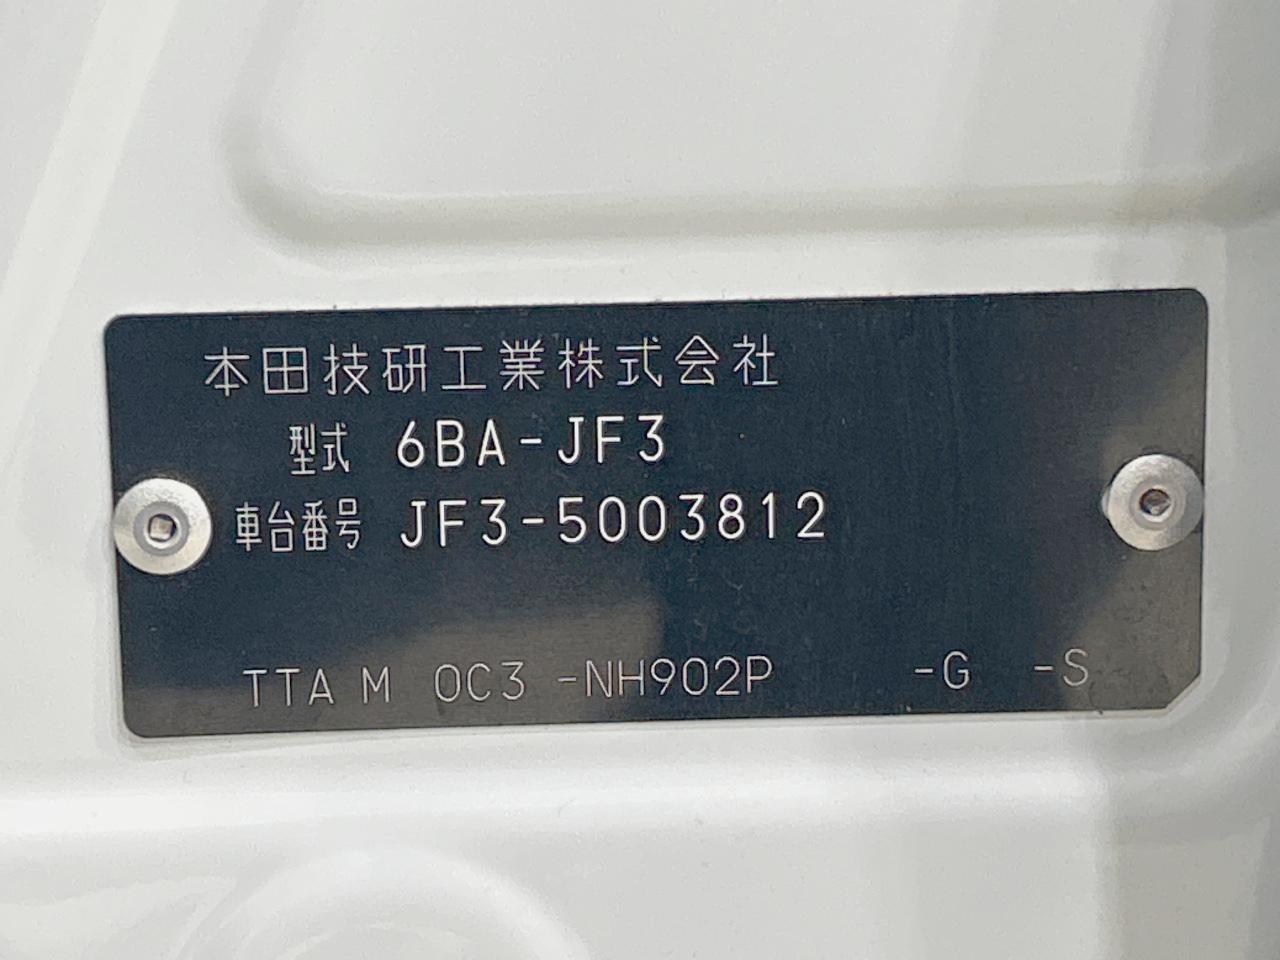 本田技研工業株式会社
型式 6BA-JF3
車台番号 JF3-5003812
TTA M 0C3 -NH902P -G -S